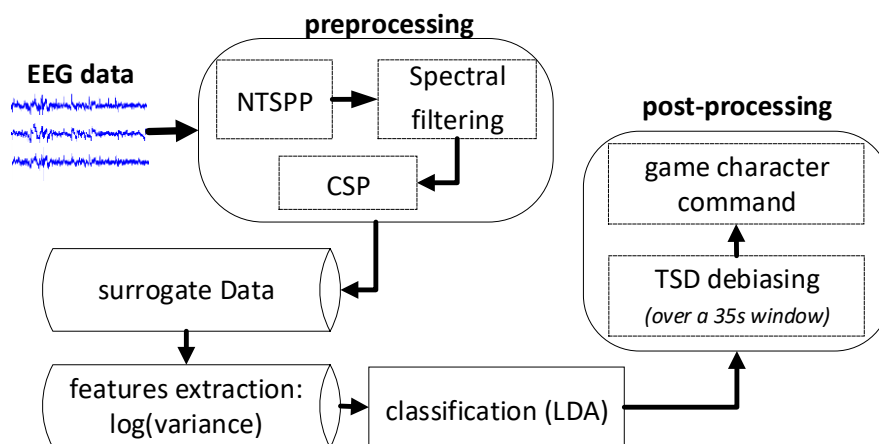 preprocessing
EEG data
NTSPP
Spectral
filtering
CSP
surrogate Data
features extraction:
log(variance)
classification (LDA)
post-processing
game character
command
TSD debiasing
(over a 35s window)